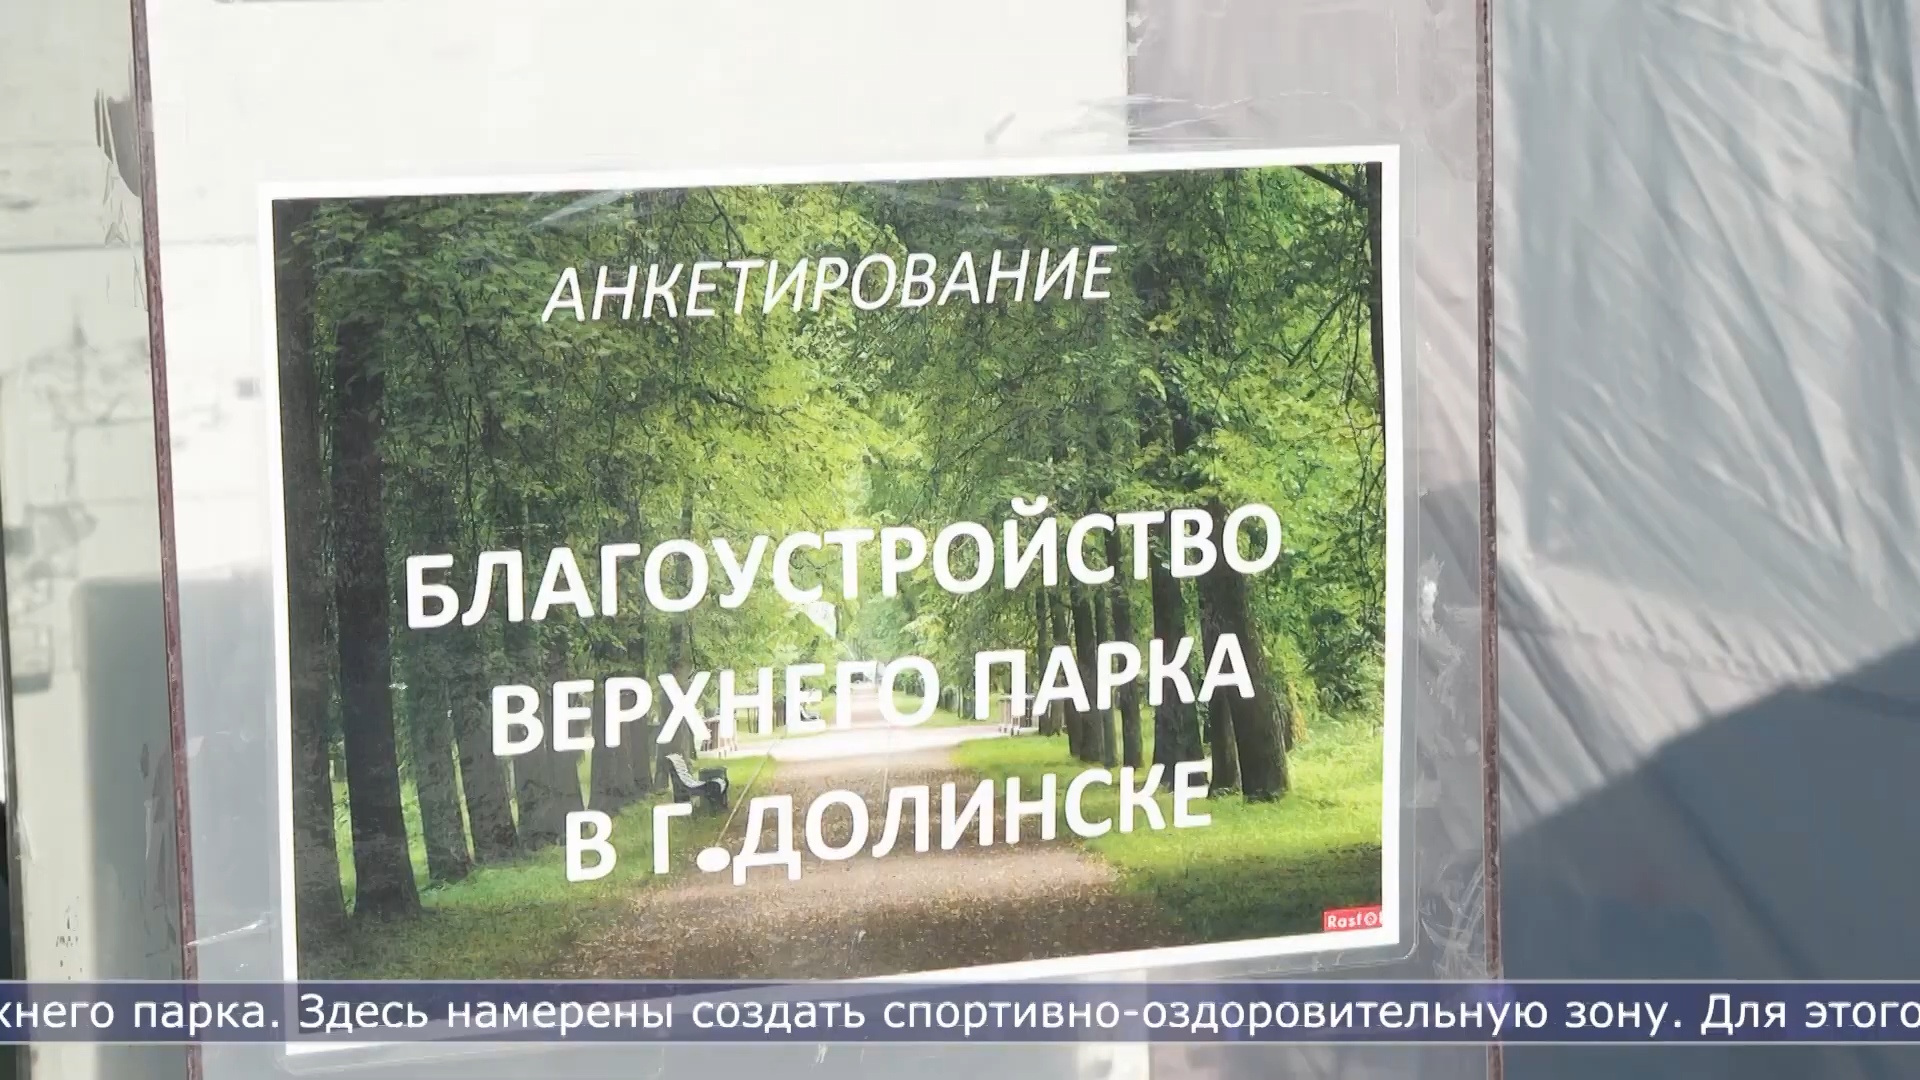 АНКЕТИРОВАНИЕ
БЛАГОУСТРОЙСТВО
ВЕРХНЕГО ПАРКА
В Г.ДОЛИНСКЕ
хнего парка. Здесь намерены создать спортивно-оздоровительную зону. Для этого